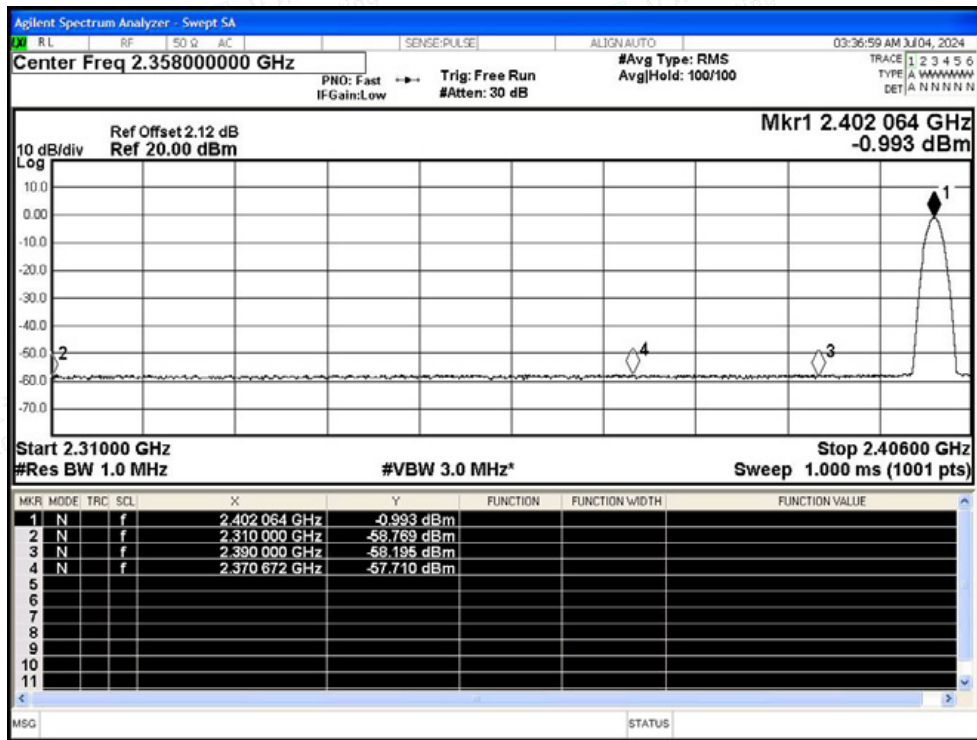 Agilent Spectrum Analyzer - Swept SA
RL RF 50 Ω AC SENSE:PULSE ALIGN AUTO 03:36:59 AM Jul 04, 2024
Center Freq 2.358000000 GHz #Avg Type: RMS TRACE 1 2 3 4 5 6
PNO: Fast Trig: Free Run Avg|Hold: 100/100 TYPE A WWWWW
IFGain:Low #Atten: 30 dB DET A N N N N N
Mkr1 2.402 064 GHz
Ref Offset 2.12 dB -0.993 dBm
10 dB/div Ref 20.00 dBm
Log
10.0
1
0.00
-10.0
-20.0
-30.0
-40.0
-50.0 2 4 3
-60.0
-70.0
Start 2.31000 GHz Stop 2.40600 GHz
#Res BW 1.0 MHz #VBW 3.0 MHz* Sweep 1.000 ms (1001 pts)
MKR MODE TRC SCL X Y FUNCTION FUNCTION WIDTH FUNCTION VALUE
1 N f 2.402 064 GHz -0.993 dBm
2 N f 2.310 000 GHz -58.769 dBm
3 N f 2.390 000 GHz -58.195 dBm
4 N f 2.370 672 GHz -57.710 dBm
5
6
7
8
9
10
11
MSG STATUS